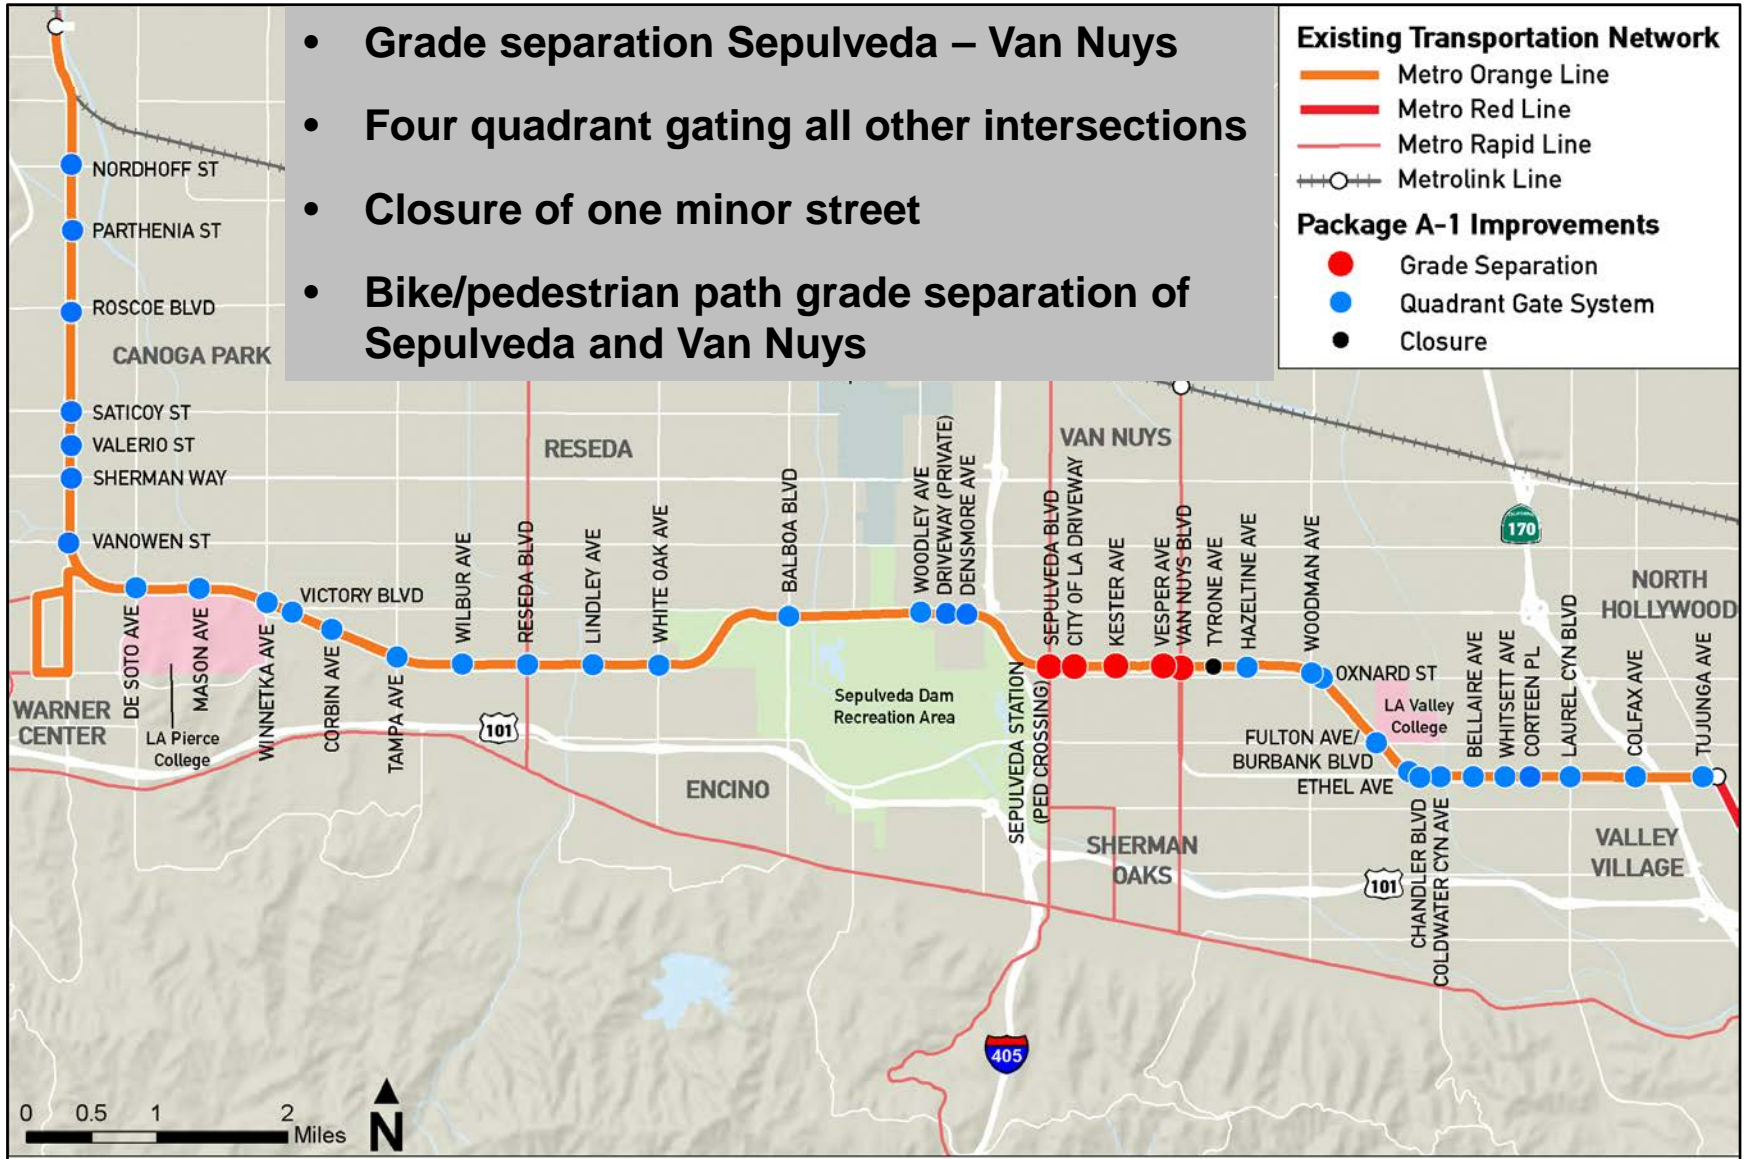 • Grade separation Sepulveda – Van Nuys
• Four quadrant gating all other intersections
• Closure of one minor street
• Bike/pedestrian path grade separation of
Sepulveda and Van Nuys
Existing Transportation Network
Metro Orange Line
Metro Red Line
Metro Rapid Line
Metrolink Line
Package A-1 Improvements
Grade Separation
Quadrant Gate System
Closure
NORDHOFF ST
PARTHENIA ST
ROSCOE BLVD
CANOGA PARK
SATICOY ST
VALERIO ST
SHERMAN WAY
VANOWEN ST
RESEDA
VAN NUYS
170
NORTH
HOLLYWOOD
DE SOTO AVE
MASON AVE
WINNETKA AVE
VICTORY BLVD
CORBIN AVE
TAMPA AVE
WILBUR AVE
RESEDA BLVD
LINDLEY AVE
WHITE OAK AVE
BALBOA BLVD
WOODLEY AVE
DRIVEWAY (PRIVATE)
DENSMORE AVE
SEPULVEDA STATION
(PED CROSSING)
SEPULVEDA BLVD
CITY OF LA DRIVEWAY
KESTER AVE
VESPER AVE
VAN NUYS BLVD
TYRONE AVE
HAZELTINE AVE
WOODMAN AVE
OXNARD ST
FULTON AVE/
BURBANK BLVD
ETHEL AVE
CHANDLER BLVD
COLDWATER CYN AVE
BELLAIRE AVE
WHITSETT AVE
CORTEEN PL
LAUREL CYN BLVD
COLFAX AVE
TUJUNGA AVE
WARNER
CENTER
LA Pierce
College
101
Sepulveda Dam
Recreation Area
LA Valley
College
ENCINO
SHERMAN
OAKS
101
VALLEY
VILLAGE
405
0 0.5 1 2
Miles
N